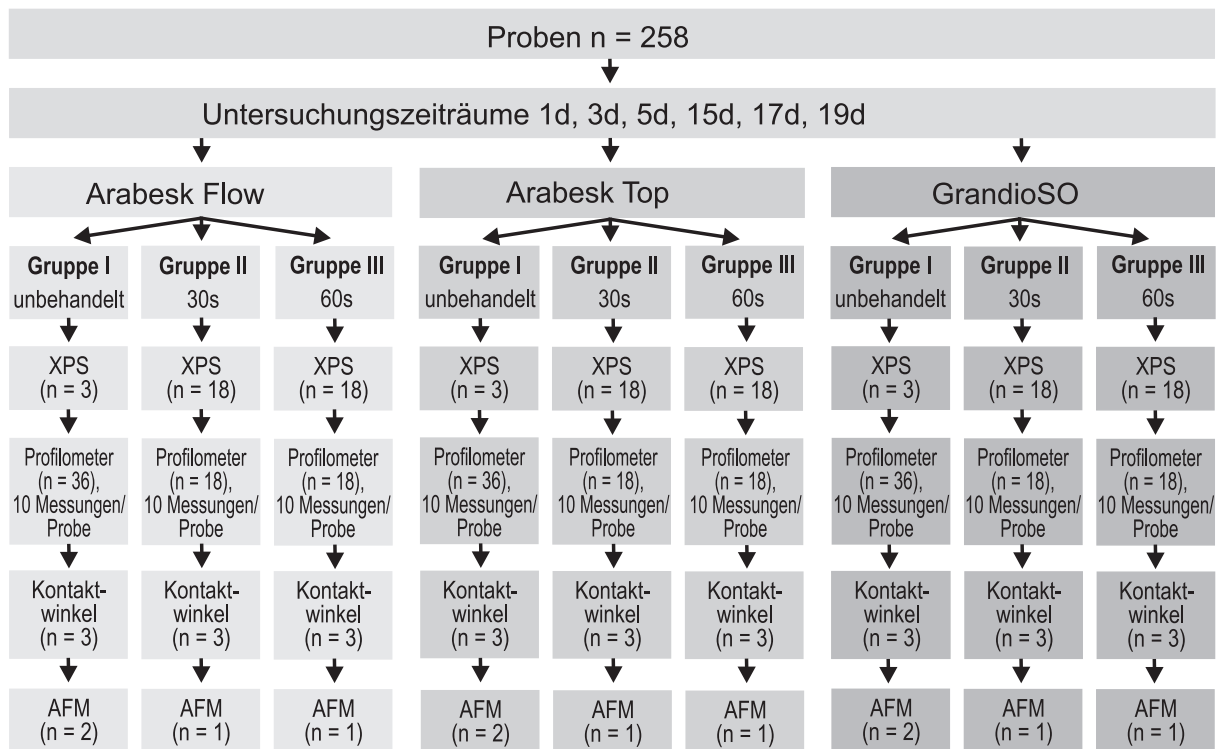 Proben n = 258
Untersuchungszeiträume 1d, 3d, 5d, 15d, 17d, 19d
Arabesk Flow
Gruppe I
unbehandelt
XPS
(n = 3)
Profilometer
(n = 36),
10 Messungen/
Probe
Kontakt-
winkel
(n = 3)
AFM
(n = 2)
Gruppe II
30s
XPS
(n = 18)
Profilometer
(n = 18),
10 Messungen/
Probe
Kontakt-
winkel
(n = 3)
AFM
(n = 1)
Gruppe III
60s
XPS
(n = 18)
Profilometer
(n = 18),
10 Messungen/
Probe
Kontakt-
winkel
(n = 3)
AFM
(n = 1)
Arabesk Top
Gruppe I
unbehandelt
XPS
(n = 3)
Profilometer
(n = 36),
10 Messungen/
Probe
Kontakt-
winkel
(n = 3)
AFM
(n = 2)
Gruppe II
30s
XPS
(n = 18)
Profilometer
(n = 18),
10 Messungen/
Probe
Kontakt-
winkel
(n = 3)
AFM
(n = 1)
Gruppe III
60s
XPS
(n = 18)
Profilometer
(n = 18),
10 Messungen/
Probe
Kontakt-
winkel
(n = 3)
AFM
(n = 1)
GrandioSO
Gruppe I
unbehandelt
XPS
(n = 3)
Profilometer
(n = 36),
10 Messungen/
Probe
Kontakt-
winkel
(n = 3)
AFM
(n = 2)
Gruppe II
30s
XPS
(n = 18)
Profilometer
(n = 18),
10 Messungen/
Probe
Kontakt-
winkel
(n = 3)
AFM
(n = 1)
Gruppe III
60s
XPS
(n = 18)
Profilometer
(n = 18),
10 Messungen/
Probe
Kontakt-
winkel
(n = 3)
AFM
(n = 1)